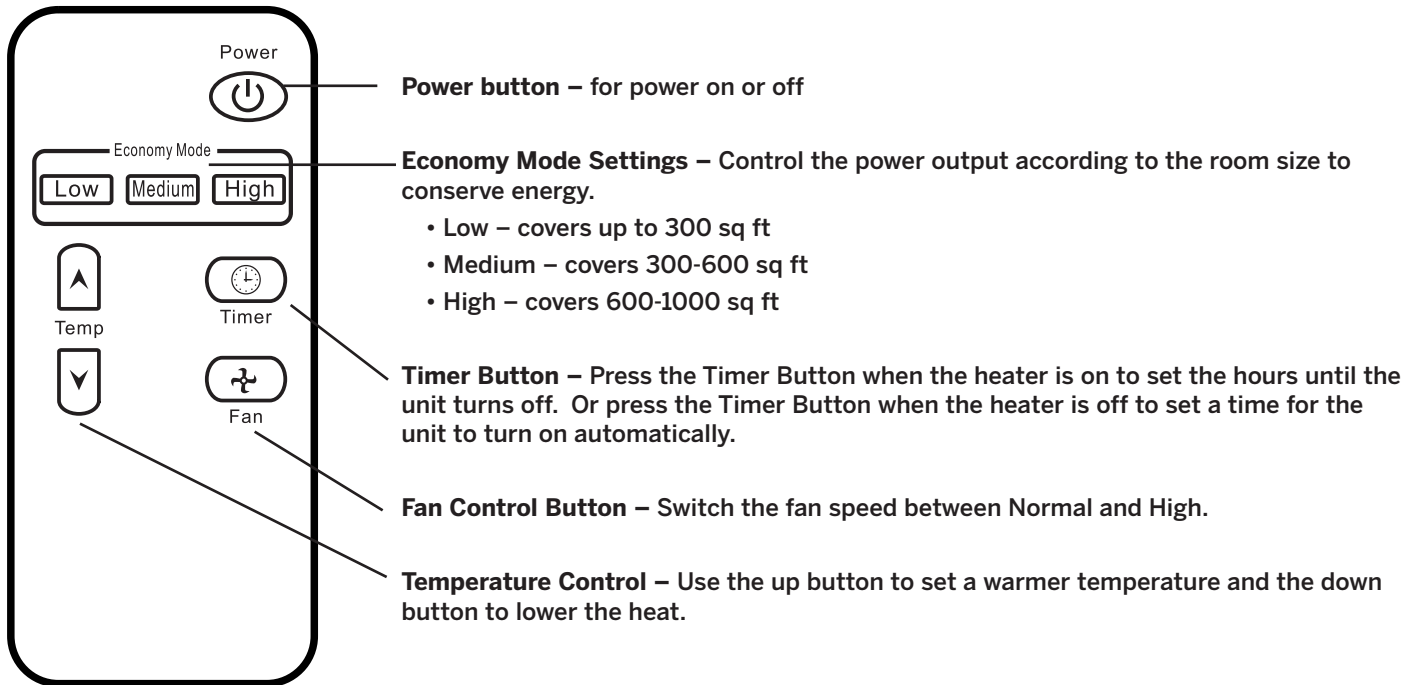 Power
Power button – for power on or off
Economy Mode
Low Medium High
Economy Mode Settings – Control the power output according to the room size to
conserve energy.
• Low – covers up to 300 sq ft
• Medium – covers 300-600 sq ft
• High – covers 600-1000 sq ft
Temp
Timer
Fan
Timer Button – Press the Timer Button when the heater is on to set the hours until the
unit turns off.  Or press the Timer Button when the heater is off to set a time for the
unit to turn on automatically.
Fan Control Button – Switch the fan speed between Normal and High.
Temperature Control – Use the up button to set a warmer temperature and the down
button to lower the heat.